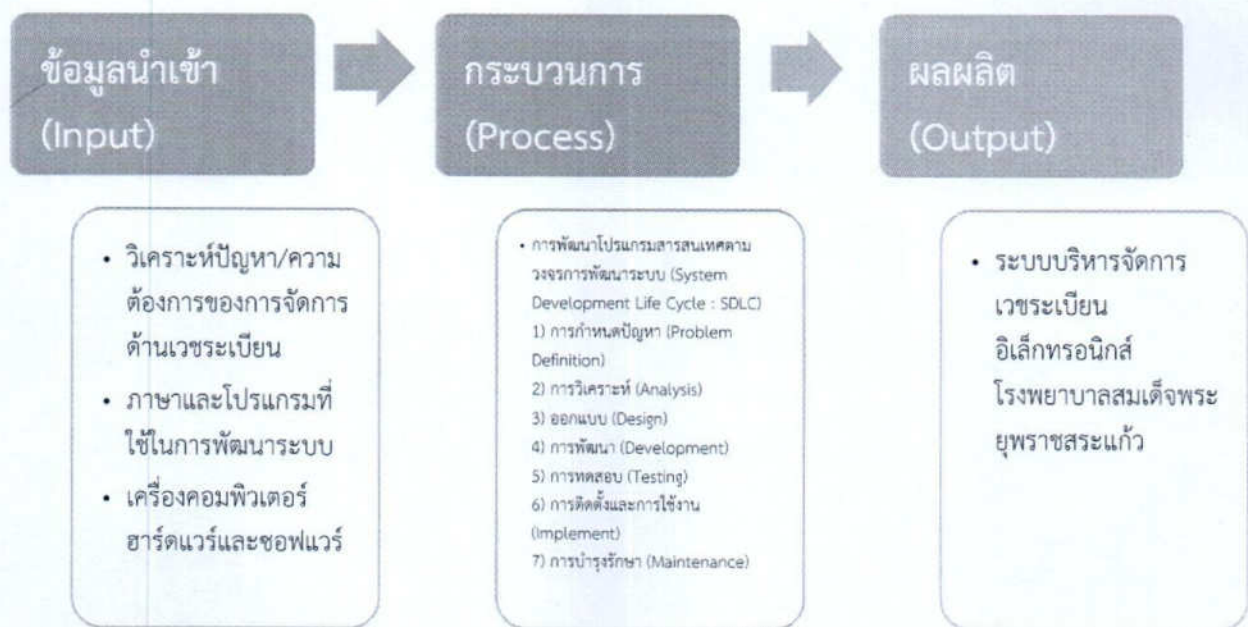 ข้อมูลนำเข้า
(Input)
กระบวนการ
(Process)
ผลผลิต
(Output)
• วิเคราะห์ปัญหา/ความ
ต้องการของการจัดการ
ด้านเวชระเบียน
• ภาษาและโปรแกรมที่
ใช้ในการพัฒนาระบบ
• เครื่องคอมพิวเตอร์
ฮาร์ดแวร์และซอฟแวร์
• การพัฒนาโปรแกรมสารสนเทศตาม
วงจรการพัฒนาระบบ (System
Development Life Cycle : SDLC)
1) การกำหนดปัญหา (Problem
Definition)
2) การวิเคราะห์ (Analysis)
3) ออกแบบ (Design)
4) การพัฒนา (Development)
5) การทดสอบ (Testing)
6) การติดตั้งและการใช้งาน
(Implement)
7) การบำรุงรักษา (Maintenance)
• ระบบบริหารจัดการ
เวชระเบียน
อิเล็กทรอนิกส์
โรงพยาบาลสมเด็จพระ
ยุพราชสระแก้ว